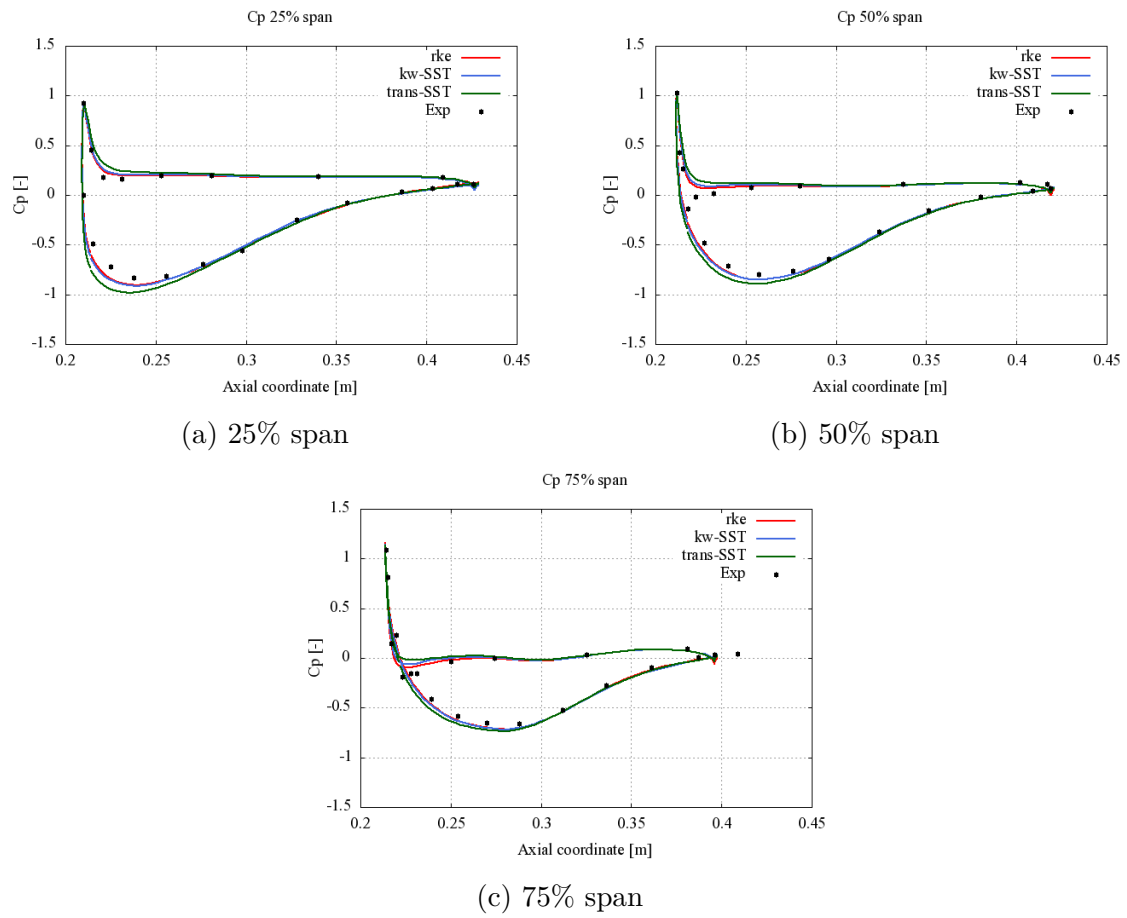 Cp 25% span
1.5
1
0.5
0
-0.5
-1
-1.5
Cp [-]
rke
kw-SST
trans-SST
Exp
0.2 0.25 0.3 0.35 0.4 0.45
Axial coordinate [m]
(a) 25% span
Cp 50% span
1.5
1
0.5
0
-0.5
-1
-1.5
Cp [-]
rke
kw-SST
trans-SST
Exp
0.2 0.25 0.3 0.35 0.4 0.45
Axial coordinate [m]
(b) 50% span
Cp 75% span
1.5
1
0.5
0
-0.5
-1
-1.5
Cp [-]
rke
kw-SST
trans-SST
Exp
0.2 0.25 0.3 0.35 0.4 0.45
Axial coordinate [m]
(c) 75% span